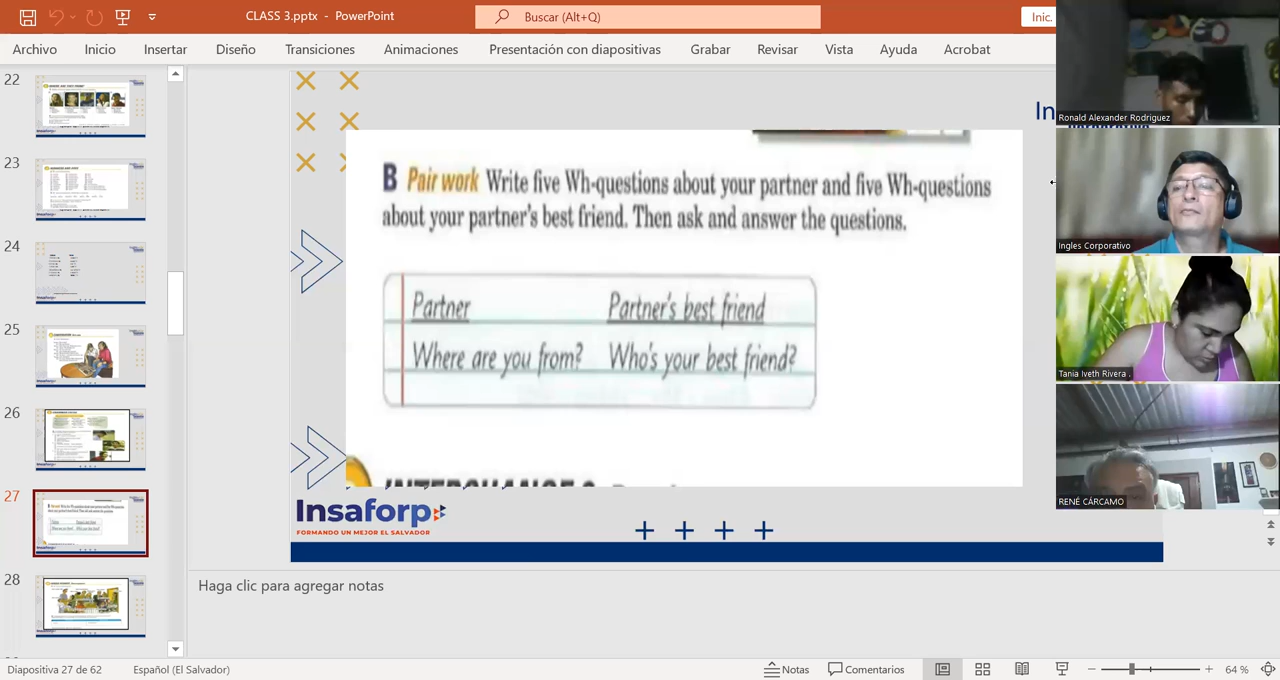 CLASS 3.pptx - PowerPoint
Buscar (Alt+Q)
Inic.
Archivo Inicio Insertar Diseño Transiciones Animaciones Presentación con diapositivas Grabar Revisar Vista Ayuda Acrobat
22
23
24
25
26
27
28
B Pair work Write five Wh-questions about your partner and five Wh-questions
about your partner's best friend. Then ask and answer the questions.
Partner Partner's best friend
Where are you from? Who's your best friend?
Insaforp
FORMANDO UN MEJOR EL SALVADOR
In
Ronald Alexander Rodriguez
Ingles Corporativo
Tania Iveth Rivera .
RENÉ CÁRCAMO
Haga clic para agregar notas
Diapositiva 27 de 62 Español (El Salvador) Notas Comentarios 64 %